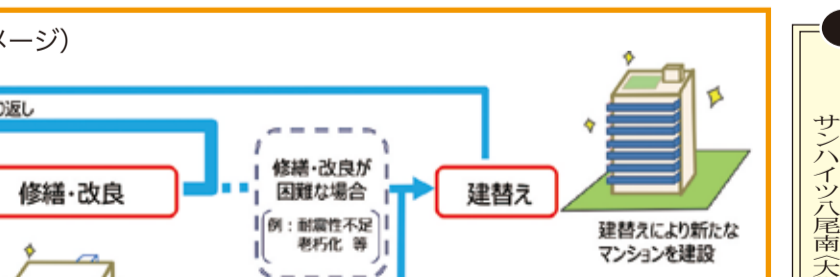 メージ)
り返し
修繕・改良
修繕・改良が
困難な場合
例：耐震性不足
老朽化 等
建替え
建替えにより新たな
マンションを建設
サンハイツ八尾南(大